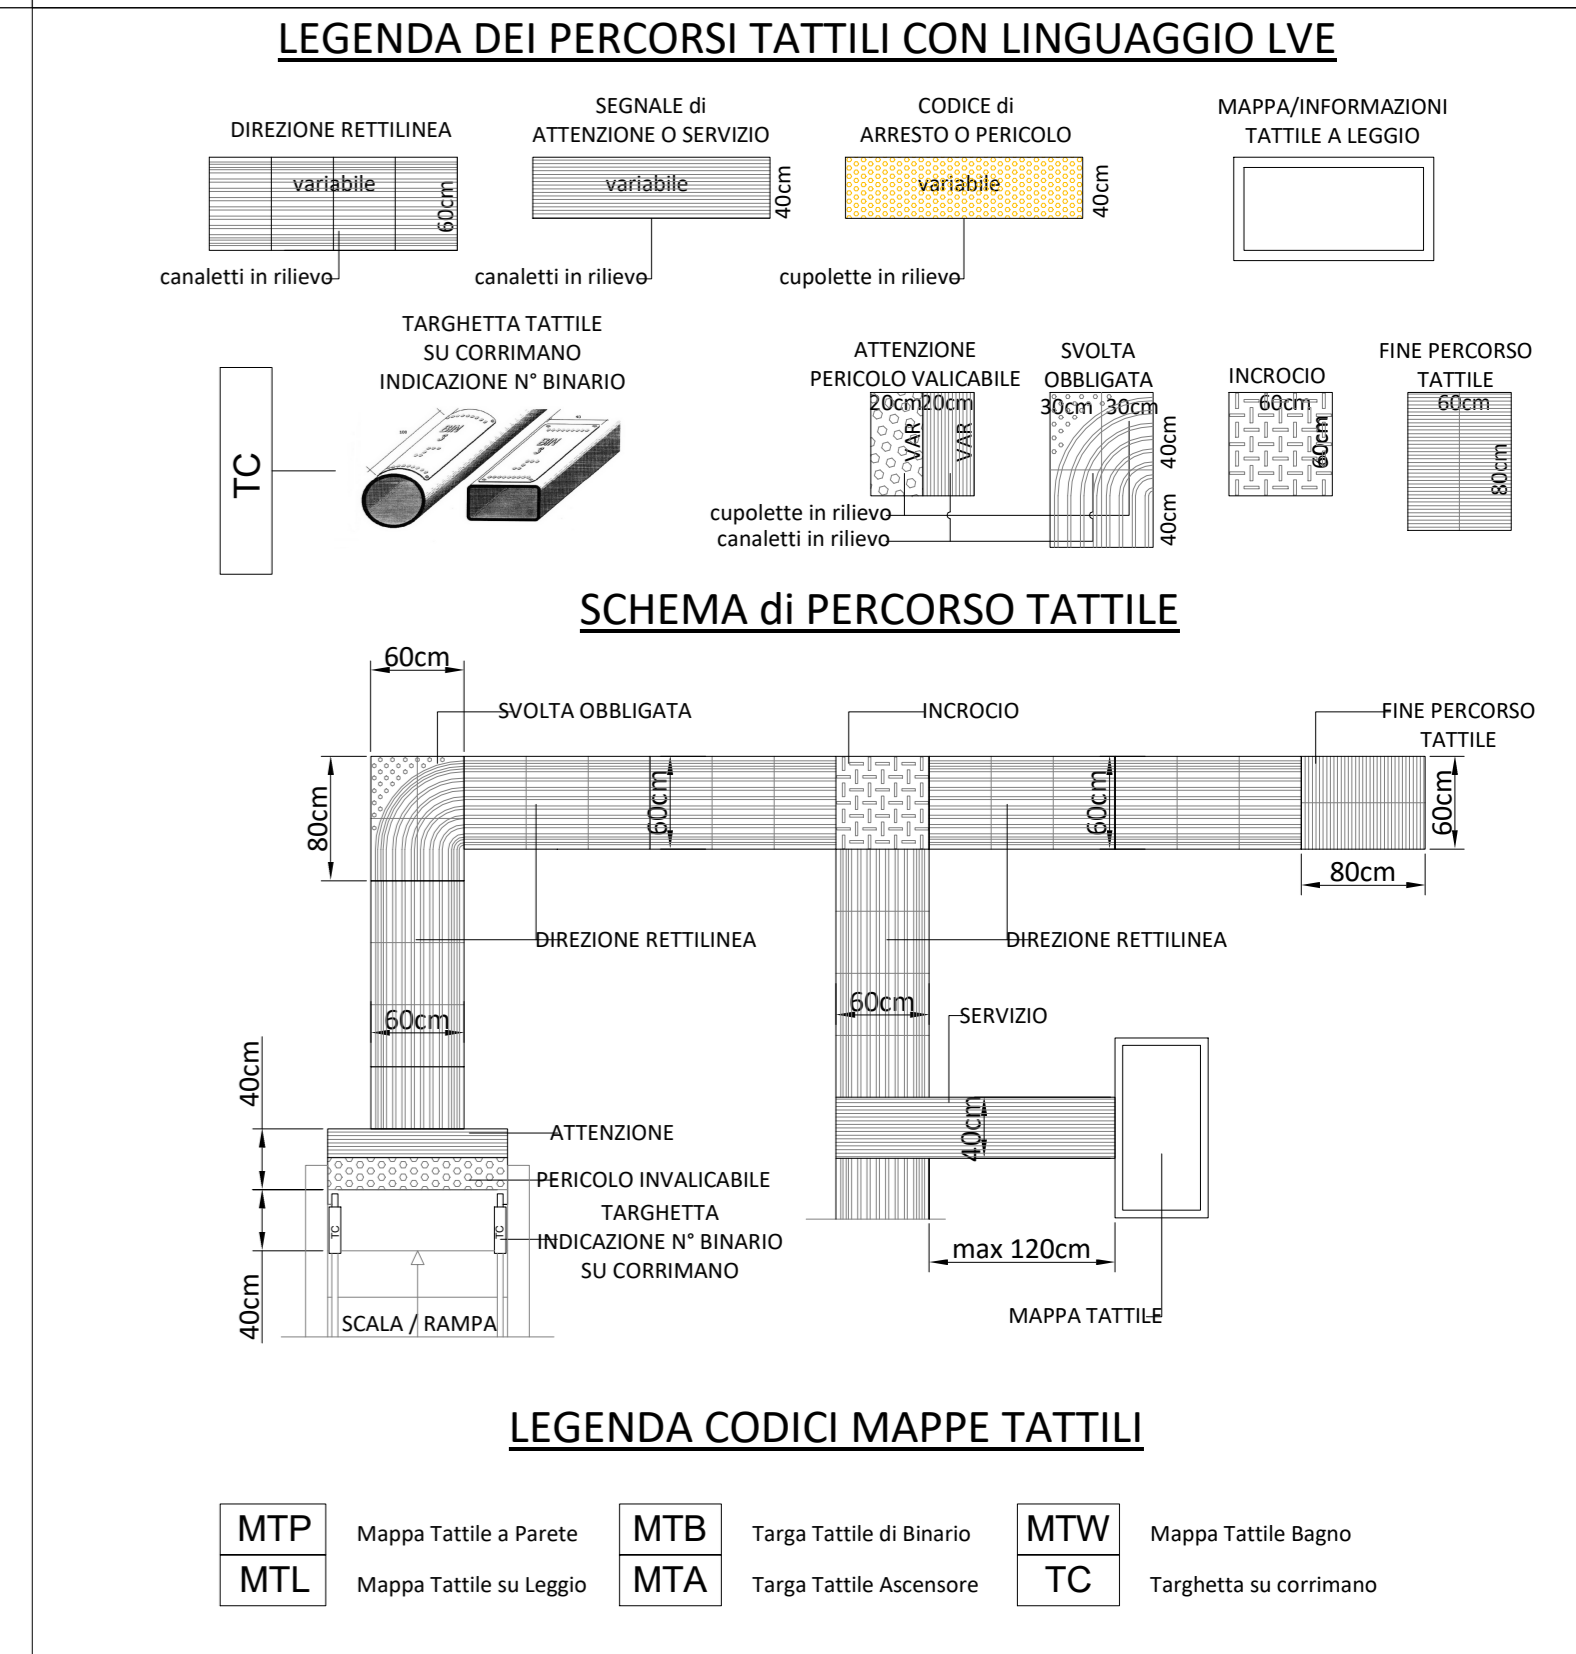 LEGENDA DEI PERCORSI TATTILI CON LINGUAGGIO LVE
DIREZIONE RETTILINEA
variabile
60cm
canaletti in rilievo
SEGNALE di
ATTENZIONE O SERVIZIO
variabile
40cm
canaletti in rilievo
CODICE di
ARRESTO O PERICOLO
variabile
40cm
cupolette in rilievo
MAPPA/INFORMAZIONI
TATTILE A LEGGIO
TC
TARGHETTA TATTILE
SU CORRIMANO
INDICAZIONE N° BINARIO
ATTENZIONE
PERICOLO VALICABILE
20cm 20cm
VAR VAR
SVOLTA
OBBLIGATA
30cm 30cm
40cm
40cm
cupolette in rilievo
canaletti in rilievo
INCROCIO
60cm
60cm
FINE PERCORSO
TATTILE
60cm
80cm
SCHEMA di PERCORSO TATTILE
60cm
SVOLTA OBBLIGATA
INCROCIO
FINE PERCORSO
TATTILE
80cm
60cm
60cm
60cm
80cm
DIREZIONE RETTILINEA
DIREZIONE RETTILINEA
60cm
60cm
SERVIZIO
40cm
40cm
ATTENZIONE
PERICOLO INVALICABILE
TARGHETTA
INDICAZIONE N° BINARIO
SU CORRIMANO
TC
TC
40cm
max 120cm
SCALA / RAMPA
MAPPA TATTILE
LEGENDA CODICI MAPPE TATTILI
MTP Mappa Tattile a Parete
MTB Targa Tattile di Binario
MTW Mappa Tattile Bagno
MTL Mappa Tattile su Leggio
MTA Targa Tattile Ascensore
TC Targhetta su corrimano